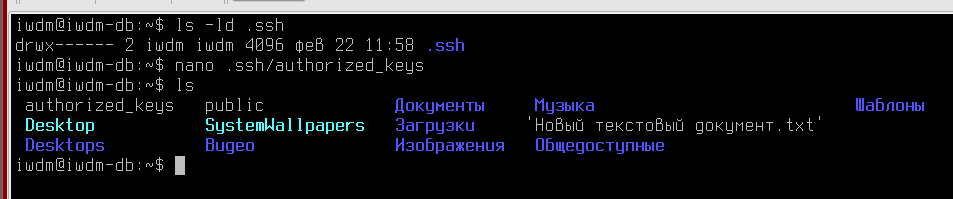 iwdm@iwdm-db:~$ ls -ld .ssh
drwx------ 2 iwdm iwdm 4096 фев 22 11:58 .ssh
iwdm@iwdm-db:~$ nano .ssh/authorized_keys
iwdm@iwdm-db:~$ ls
authorized_keys public Документы Музыка Шаблоны
Desktop SystemWallpapers Загрузки 'Новый текстовый документ.txt'
Desktops Видео Изображения Общедоступные
iwdm@iwdm-db:~$